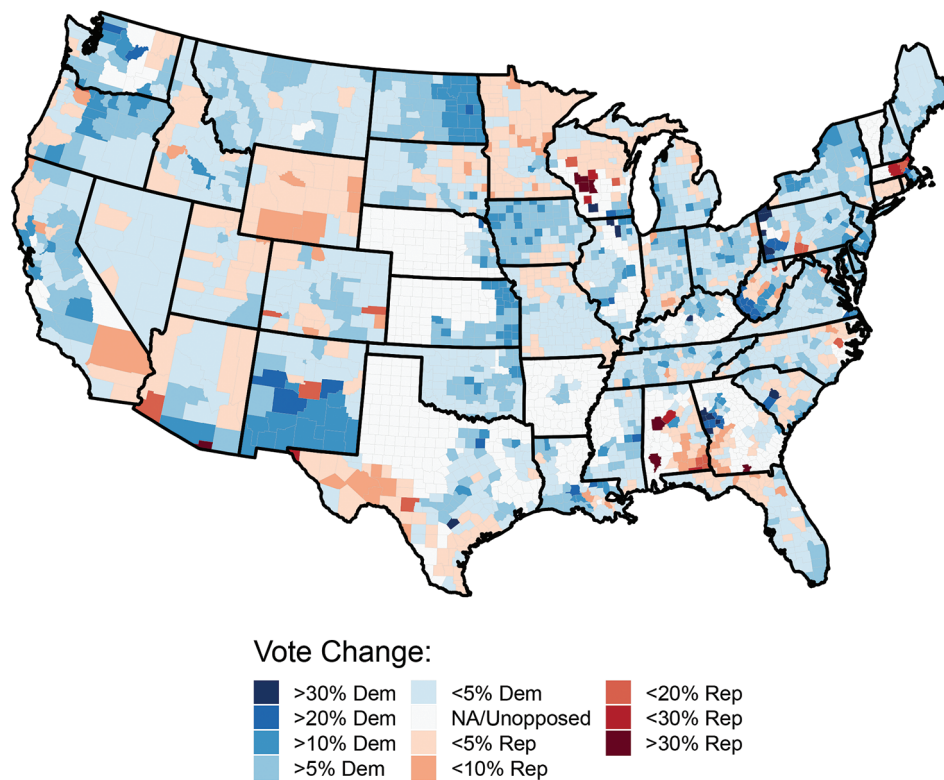 Vote Change:
>30% Dem
>20% Dem
>10% Dem
>5% Dem
<5% Dem
NA/Unopposed
<5% Rep
<10% Rep
<20% Rep
<30% Rep
>30% Rep